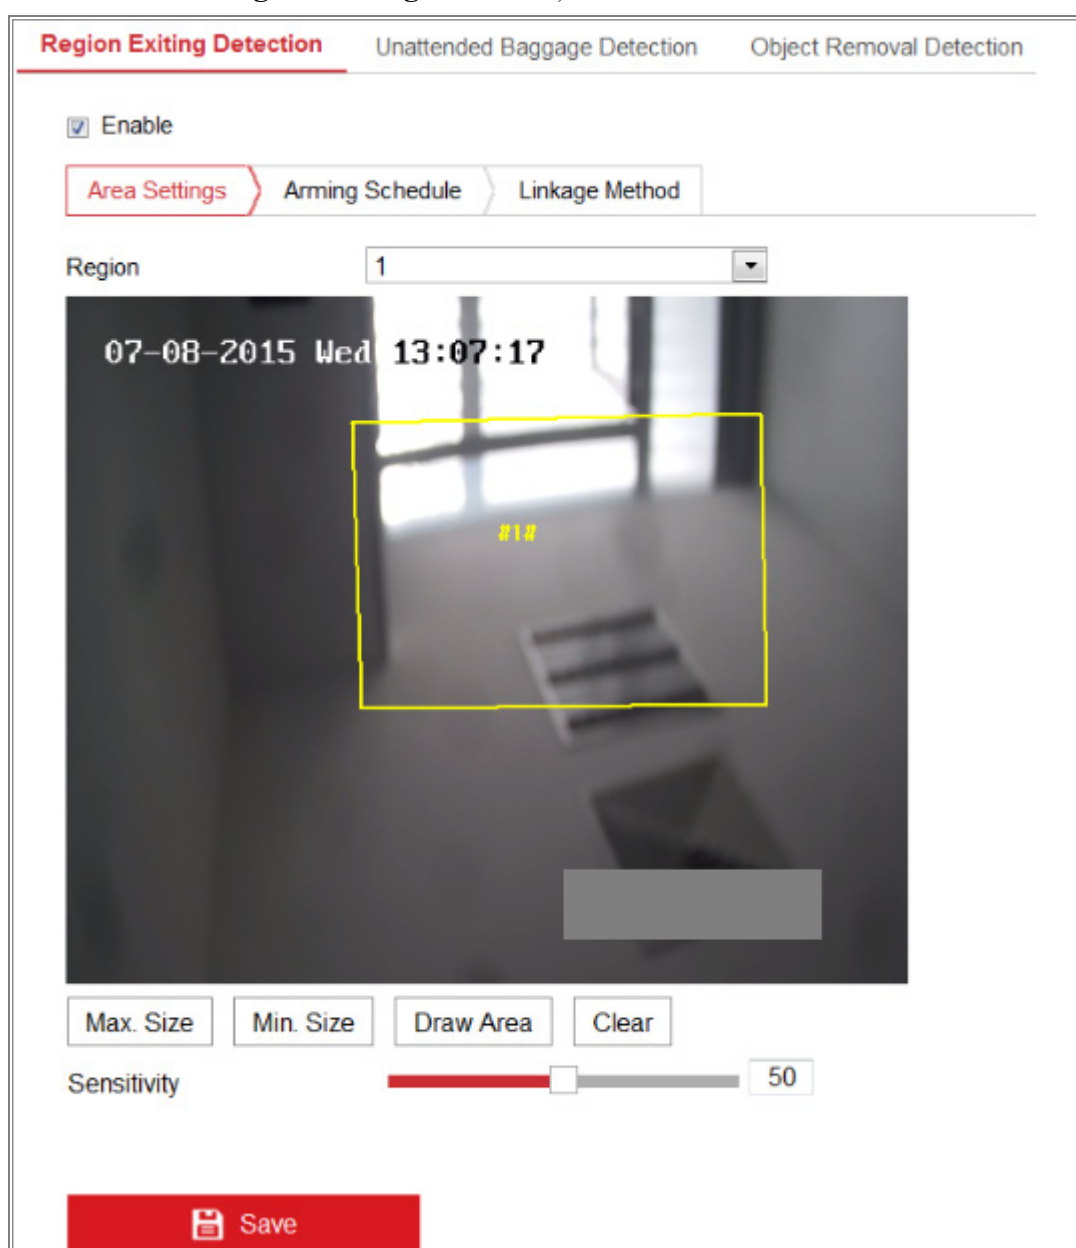 Region Exiting Detection Unattended Baggage Detection Object Removal Detection
Enable
Area Settings Arming Schedule Linkage Method
Region 1
07-08-2015 Wed 13:07:17
#1#
Max. Size Min. Size Draw Area Clear
Sensitivity 50
Save